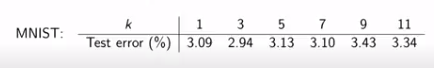 MNIST:
k 1 3 5 7 9 11
Test error (%) 3.09 2.94 3.13 3.10 3.43 3.34